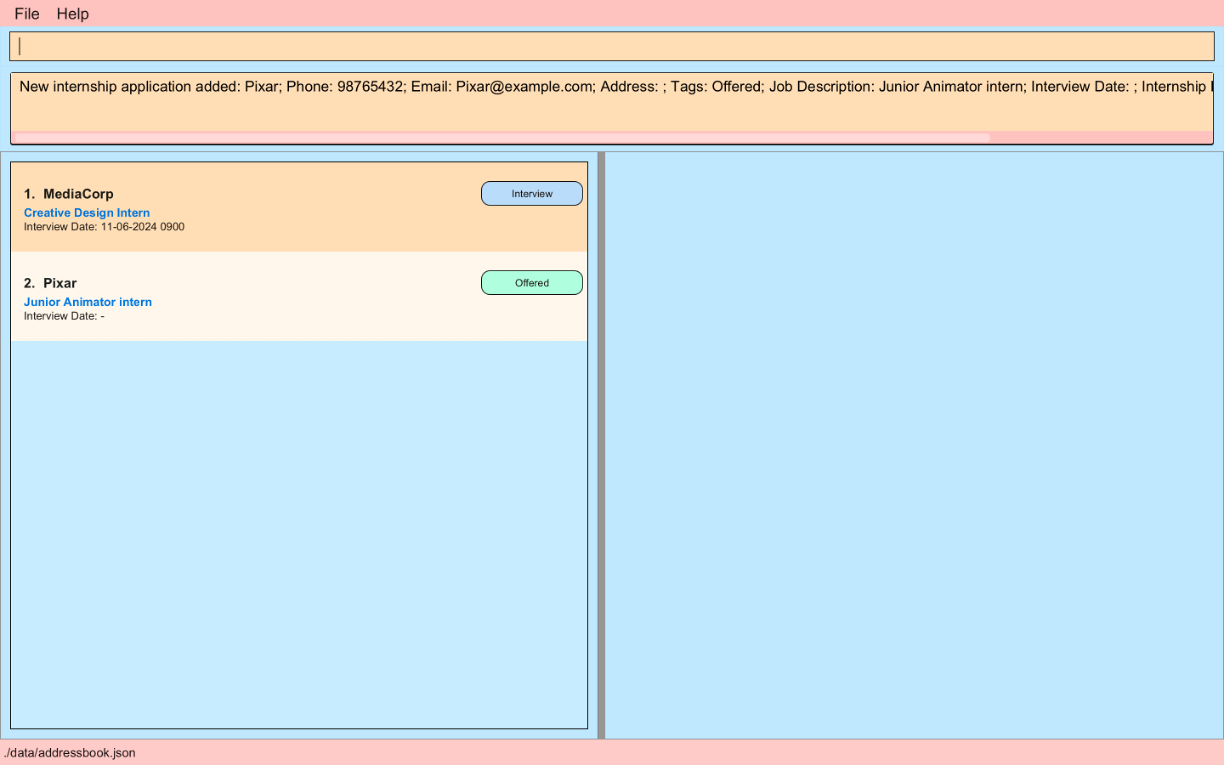 File Help
New internship application added: Pixar; Phone: 98765432; Email: Pixar@example.com; Address: ; Tags: Offered; Job Description: Junior Animator intern; Interview Date: ; Internship
1. MediaCorp
Interview
Creative Design Intern
Interview Date: 11-06-2024 0900
2. Pixar
Offered
Junior Animator intern
Interview Date: -
./data/addressbook.json